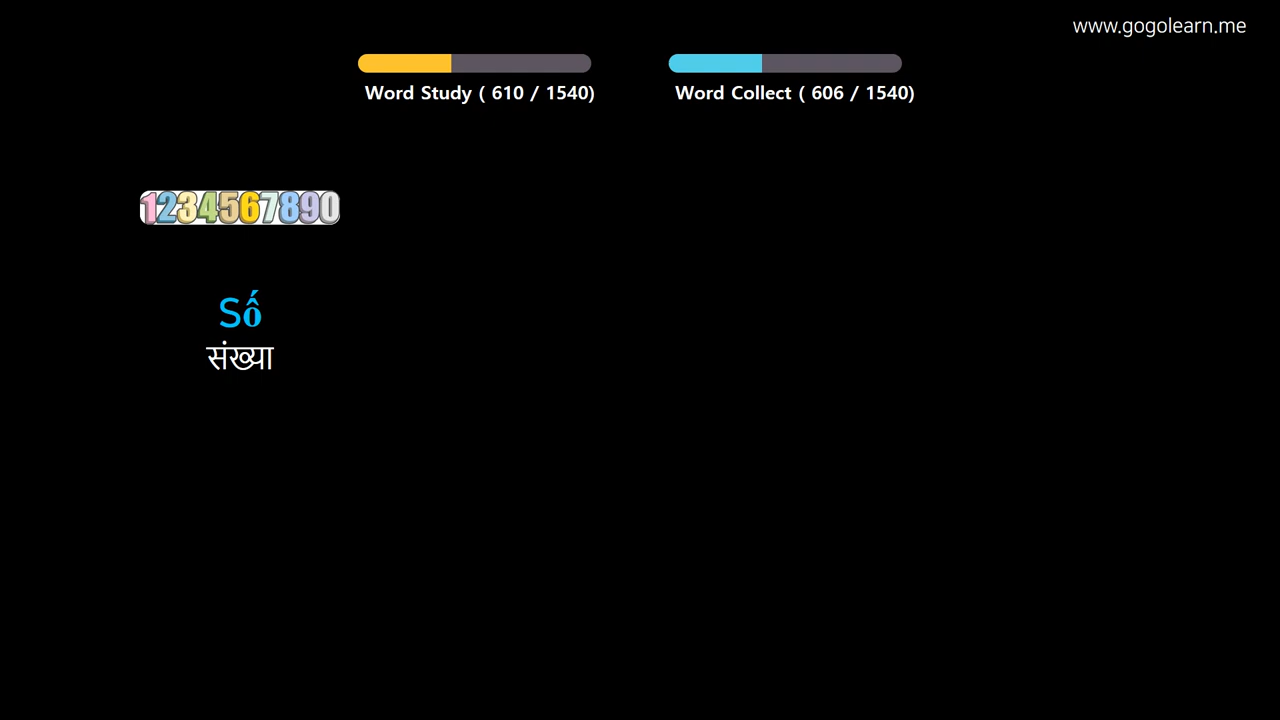 www.gogolearn.me
Word Study ( 610 / 1540)
Word Collect ( 606 / 1540)
1234567890
Số
संख्या